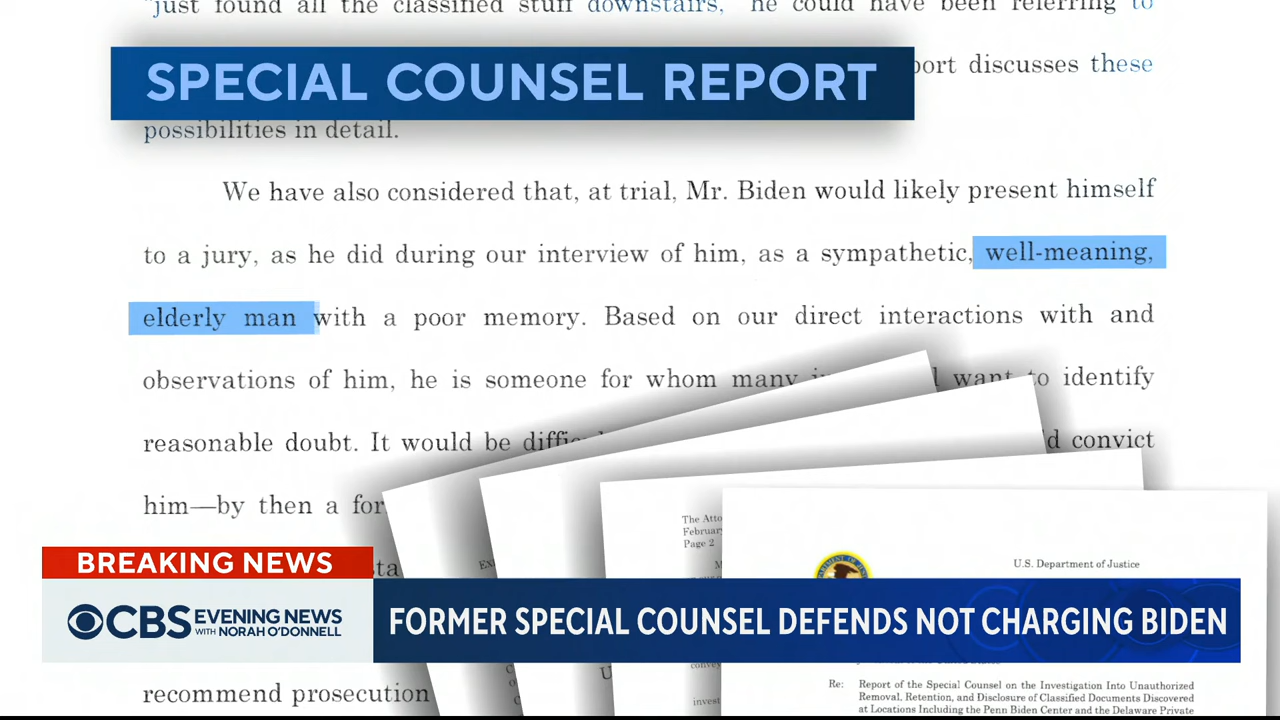 "just found all the classified stuff downstairs," he could have been referring to
SPECIAL COUNSEL REPORT
port discusses these
possibilities in detail.
We have also considered that, at trial, Mr. Biden would likely present himself
to a jury, as he did during our interview of him, as a sympathetic, well-meaning,
elderly man with a poor memory. Based on our direct interactions with and
observations of him, he is someone for whom many want to identify
reasonable doubt. It would be convict
him—by then a for
The Atto
February
Page 2
U.S. Department of Justice
BREAKING NEWS
CBS EVENING NEWS
WITH NORAH O'DONNELL
FORMER SPECIAL COUNSEL DEFENDS NOT CHARGING BIDEN
recommend prosecution
Re: Report of the Special Counsel on the Investigation Into Unauthorized
Removal, Retention, and Disclosure of Classified Documents Discovered
at Locations Including the Penn Biden Center and the Delaware Private